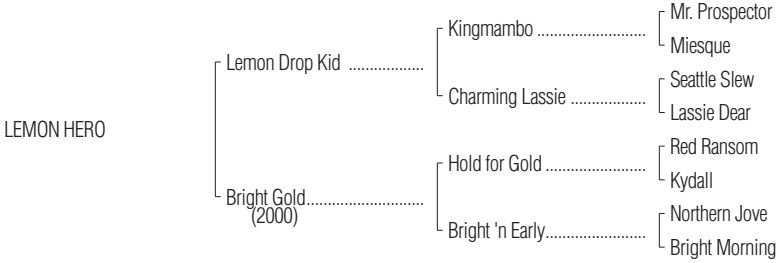 Mr. Prospector
Kingmambo ..........................
Miesque
Lemon Drop Kid ..................
Seattle Slew
Charming Lassie ..................
Lassie Dear
LEMON HERO
Red Ransom
Hold for Gold ........................
Kydall
Bright Gold............................
(2000)
Northern Jove
Bright 'n Early........................
Bright Morning